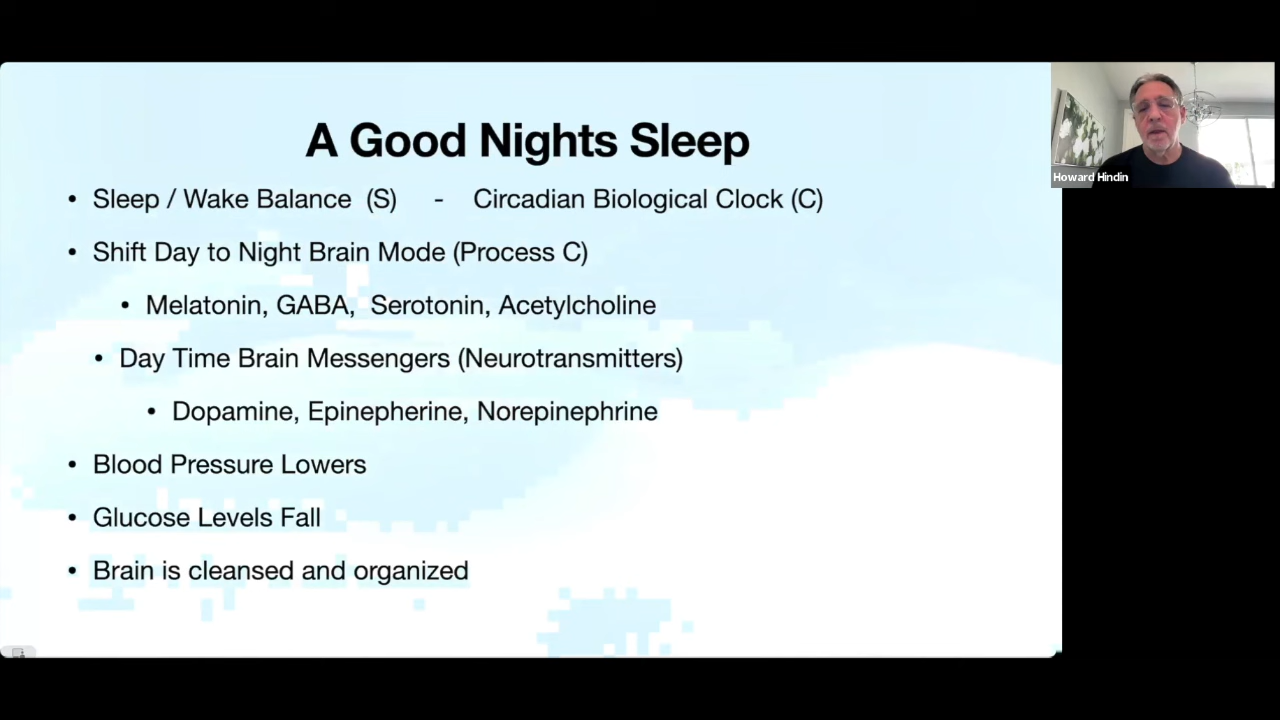 A Good Nights Sleep
• Sleep / Wake Balance (S) - Circadian Biological Clock (C)
• Shift Day to Night Brain Mode (Process C)
• Melatonin, GABA, Serotonin, Acetylcholine
• Day Time Brain Messengers (Neurotransmitters)
• Dopamine, Epinepherine, Norepinephrine
• Blood Pressure Lowers
• Glucose Levels Fall
• Brain is cleansed and organized
Howard Hindin